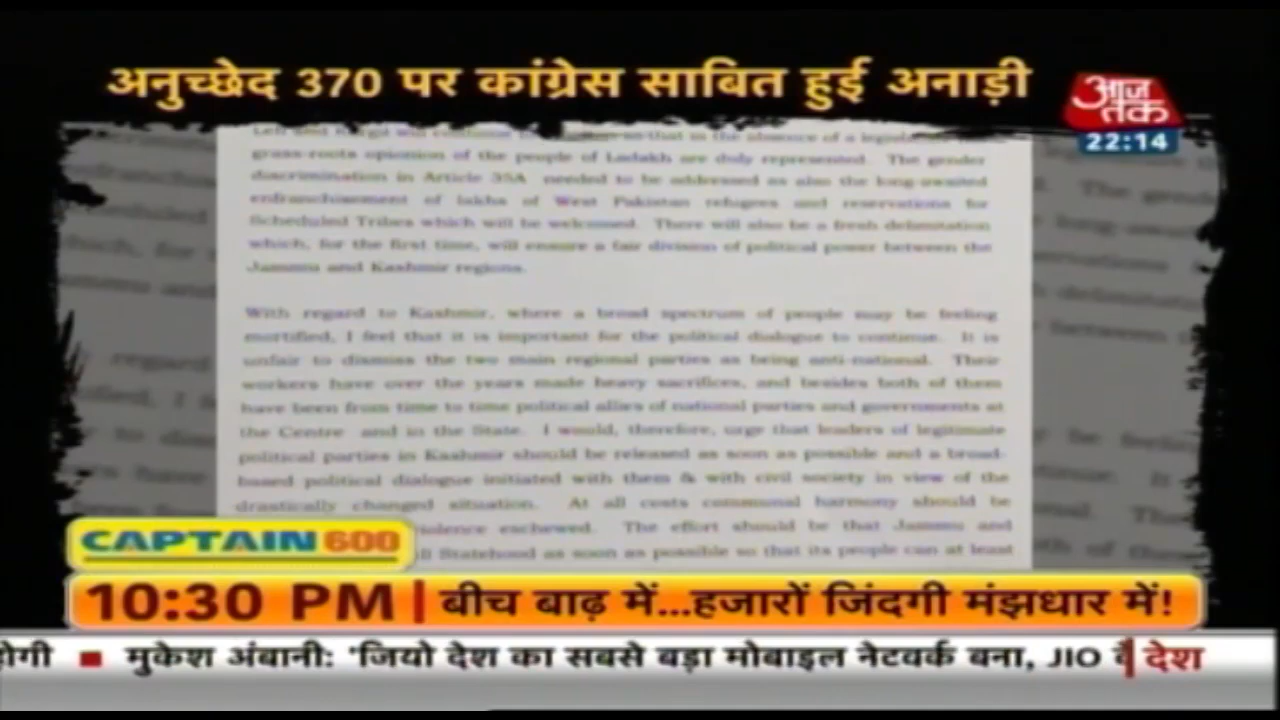 अनुच्छेद 370 पर कांग्रेस साबित हुई अनाड़ी
आज
तक
22:14
grass-roots opionion of the people of Ladakh are duly represented. The gender
discrimination in Article 35A needed to be addressed as also the long-awaited
enfranchisement of lakhs of West Pakistan refugees and reservations for
Scheduled Tribes which will be welcomed. There will also be a fresh delimitation
which, for the first time, will ensure a fair division of political power between the
Jammu and Kashmir regions.
With regard to Kashmir, where a broad spectrum of people may be feeling
mortified, I feel that it is important for the political dialogue to continue. It is
unfair to dismiss the two main regional parties as being anti-national. Their
workers have over the years made heavy sacrifices, and besides both of them
have been from time to time political allies of national parties and governments at
the Centre and in the State. I would, therefore, urge that leaders of legitimate
political parties in Kashmir should be released as soon as possible and a broad-
based political dialogue initiated with them & with civil society in view of the
drastically changed situation. At all costs communal harmony should be
violence eschewed. The effort should be that Jammu and
Statehood as soon as possible so that its people can at least
CAPTAIN 600
10:30 PM | बीच बाढ़ में...हजारों जिंदगी मंझधार में!
होगी ■ मुकेश अंबानी: 'जियो देश का सबसे बड़ा मोबाइल नेटवर्क बना, JIO देश